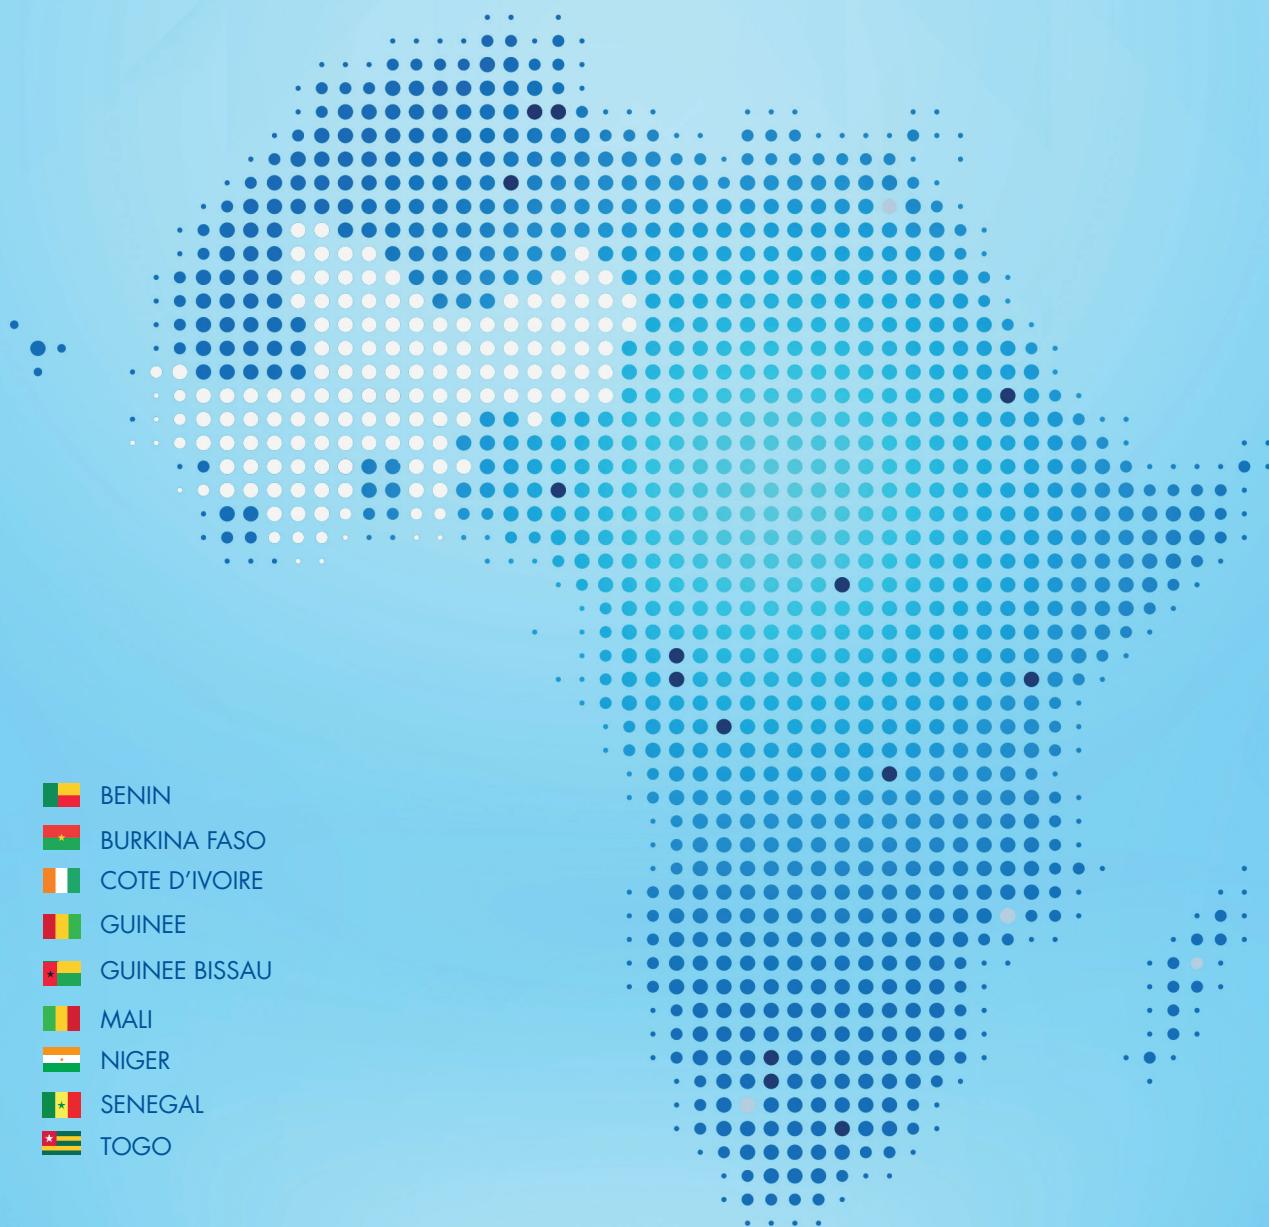 BENIN
BURKINA FASO
COTE D’IVOIRE
GUINEE
GUINEE BISSAU
MALI
NIGER
SENEGAL
TOGO